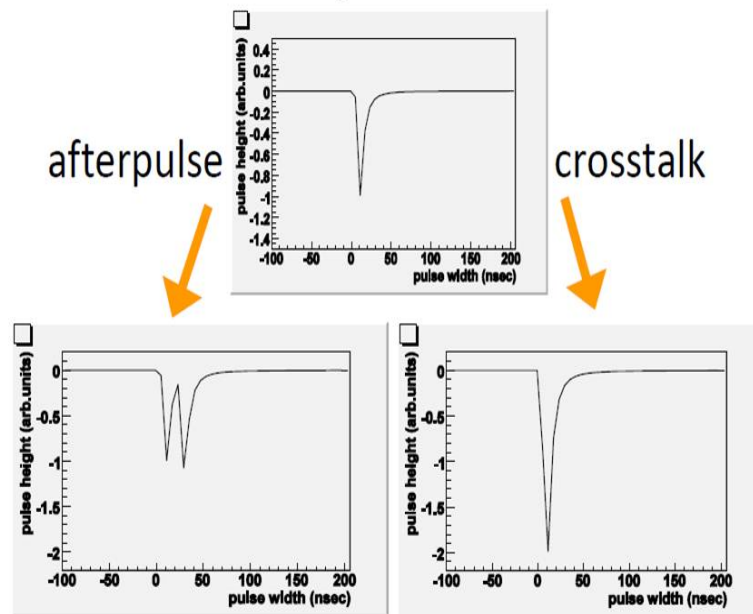 0.4
0.2
0
-0.2
-0.4
-0.6
-0.8
-1
-1.2
-1.4
pulse height (arb.units)
-100 -50 0 50 100 150 200
pulse width (nsec)
afterpulse
crosstalk
0
-0.5
-1
-1.5
-2
pulse height (arb.units)
-100 -50 0 50 100 150 200
pulse width (nsec)
0
-0.5
-1
-1.5
-2
pulse height (arb.units)
-100 -50 0 50 100 150 200
pulse width (nsec)